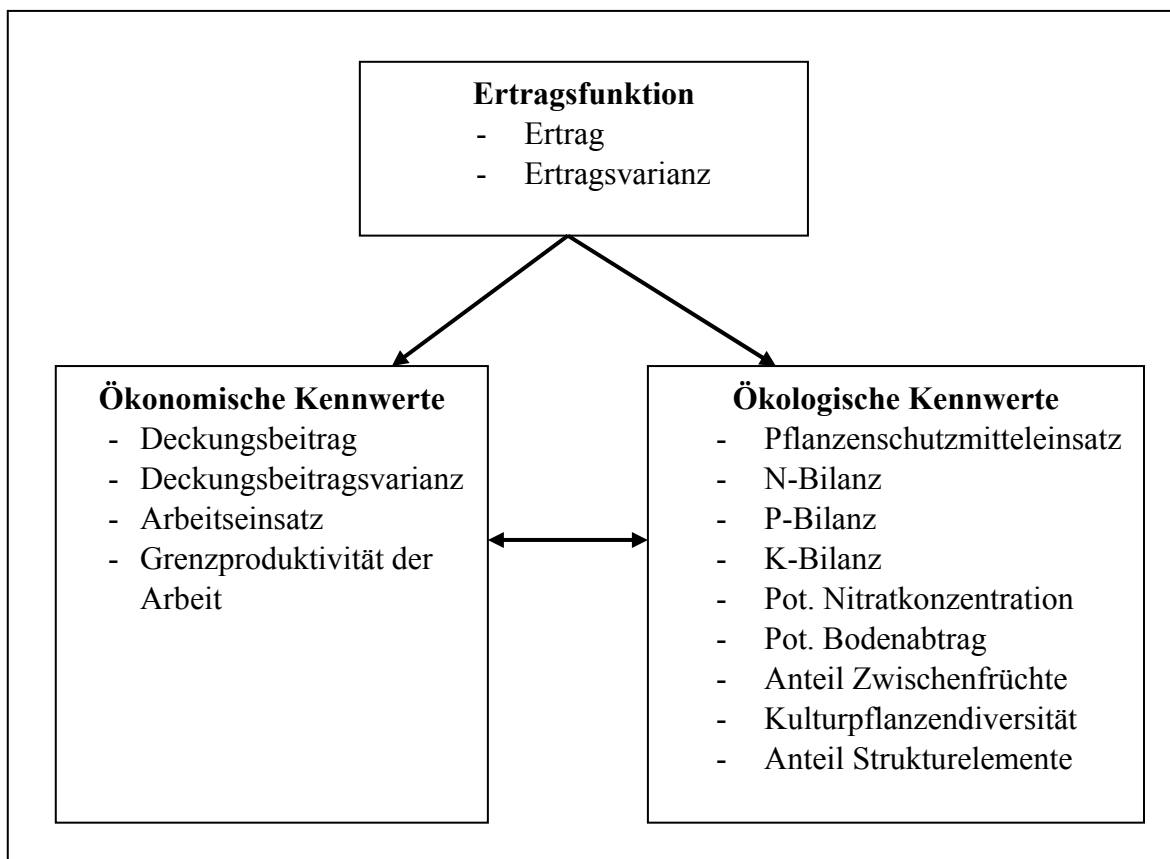 Ertragsfunktion
- Ertrag
- Ertragsvarianz
Ökonomische Kennwerte
- Deckungsbeitrag
- Deckungsbeitragsvarianz
- Arbeitseinsatz
- Grenzproduktivität der
Arbeit
Ökologische Kennwerte
- Pflanzenschutzmitteleinsatz
- N-Bilanz
- P-Bilanz
- K-Bilanz
- Pot. Nitratkonzentration
- Pot. Bodenabtrag
- Anteil Zwischenfrüchte
- Kulturpflanzendiversität
- Anteil Strukturelemente